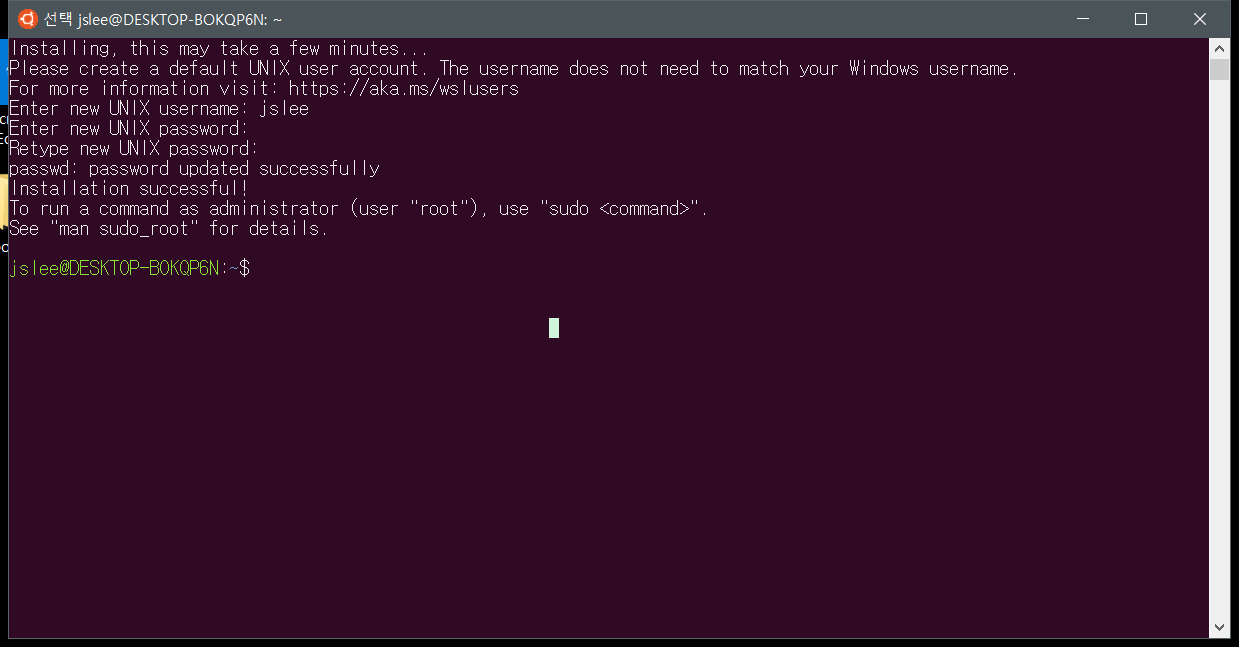 선택 jslee@DESKTOP-BOKQP6N: ~
Installing, this may take a few minutes...
Please create a default UNIX user account. The username does not need to match your Windows username.
For more information visit: https://aka.ms/wslusers
Enter new UNIX username: jslee
Enter new UNIX password:
Retype new UNIX password:
passwd: password updated successfully
Installation successful!
To run a command as administrator (user "root"), use "sudo <command>".
See "man sudo_root" for details.
jslee@DESKTOP-BOKQP6N:~$